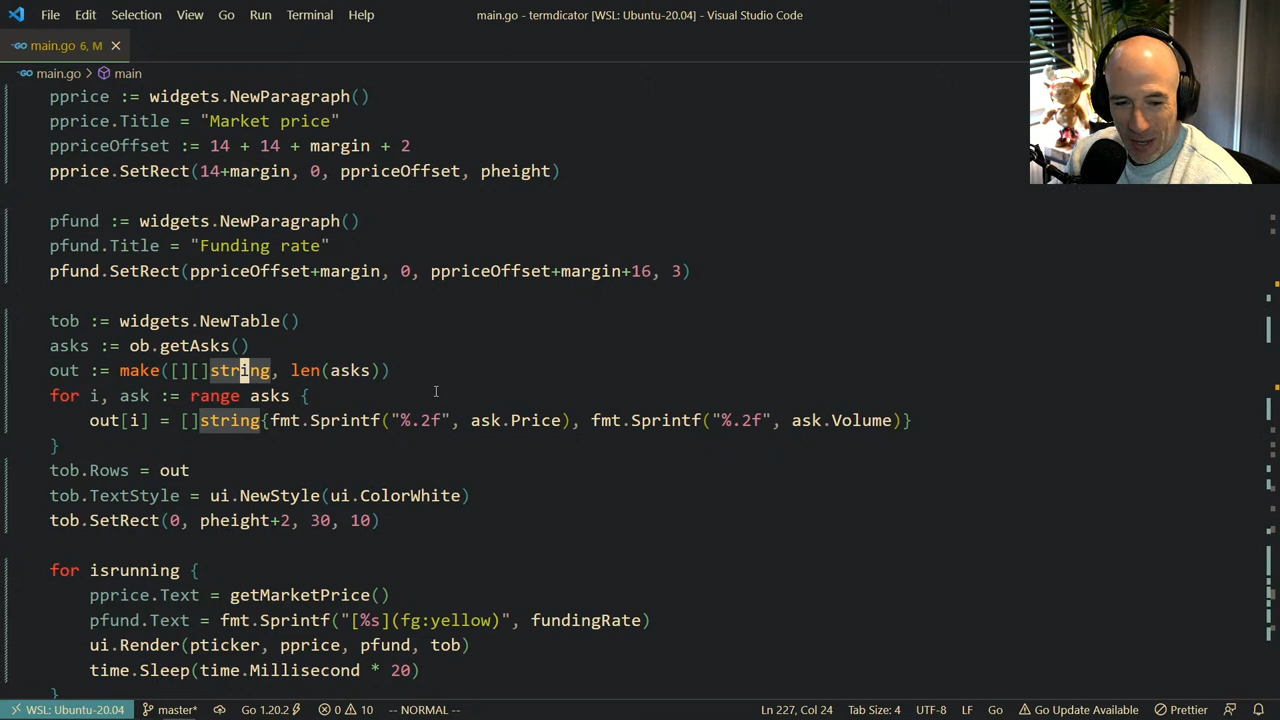 File Edit Selection View Go Run Terminal Help main.go - termdicator [WSL: Ubuntu-20.04] - Visual Studio Code
main.go 6, M
main.go > main
pprice := widgets.NewParagraph()
pprice.Title = "Market price"
ppriceOffset := 14 + 14 + margin + 2
pprice.SetRect(14+margin, 0, ppriceOffset, pheight)
pfund := widgets.NewParagraph()
pfund.Title = "Funding rate"
pfund.SetRect(ppriceOffset+margin, 0, ppriceOffset+margin+16, 3)
tob := widgets.NewTable()
asks := ob.getAsks()
out := make([][]string, len(asks))
for i, ask := range asks {
out[i] = []string{fmt.Sprintf("%.2f", ask.Price), fmt.Sprintf("%.2f", ask.Volume)}
}
tob.Rows = out
tob.TextStyle = ui.NewStyle(ui.ColorWhite)
tob.SetRect(0, pheight+2, 30, 10)
for isrunning {
pprice.Text = getMarketPrice()
pfund.Text = fmt.Sprintf("[%s](fg:yellow)", fundingRate)
ui.Render(pticker, pprice, pfund, tob)
time.Sleep(time.Millisecond * 20)
}
WSL: Ubuntu-20.04 master* Go 1.20.2 0 10 -- NORMAL -- Ln 227, Col 24 Tab Size: 4 UTF-8 LF Go Go Update Available Prettier